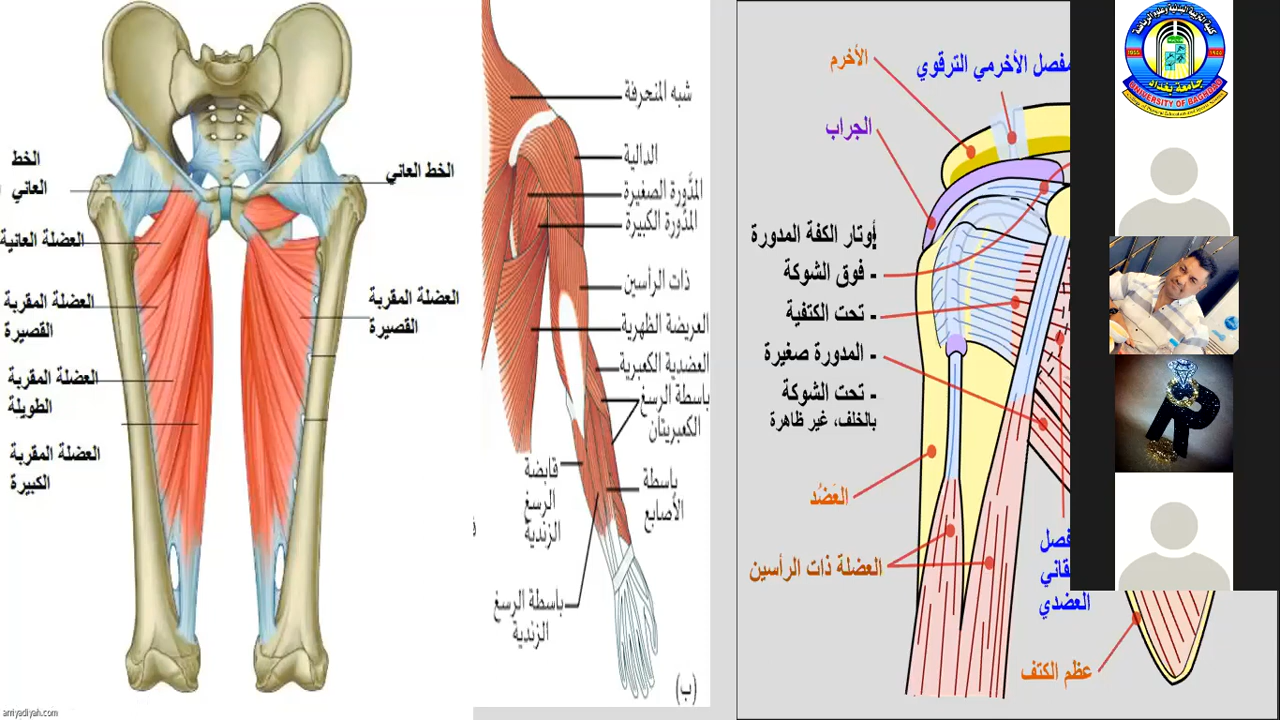 الخط
العاني
الخط العاني
العضلة العانية
العضلة المقربة
القصيرة
العضلة المقربة
القصيرة
العضلة المقربة
الطويلة
العضلة المقربة
الكبيرة
arriyadiyah.com
شبه المنحرفة
الدالية
المدورة الصغيرة
المدورة الكبيرة
ذات الرأسين
العريضة الظهرية
العضدية الكعبرية
باسطة الرسغ
الكعبريتان
قابضة
الرسغ
الزندية
باسطة
الأصابع
باسطة الرسغ
الزندية
(ب)
الأخرم
مفصل الأخرمي الترقوي
الجراب
أوتار الكفة المدورة
- فوق الشوكة
- تحت الكتفية
- المدورة صغيرة
- تحت الشوكة
بالخلف، غير ظاهرة
العَضُد
العضلة ذات الرأسين
العضدي
عظم الكتف
جامعة بغداد
UNIVERSITY OF BAGHDAD